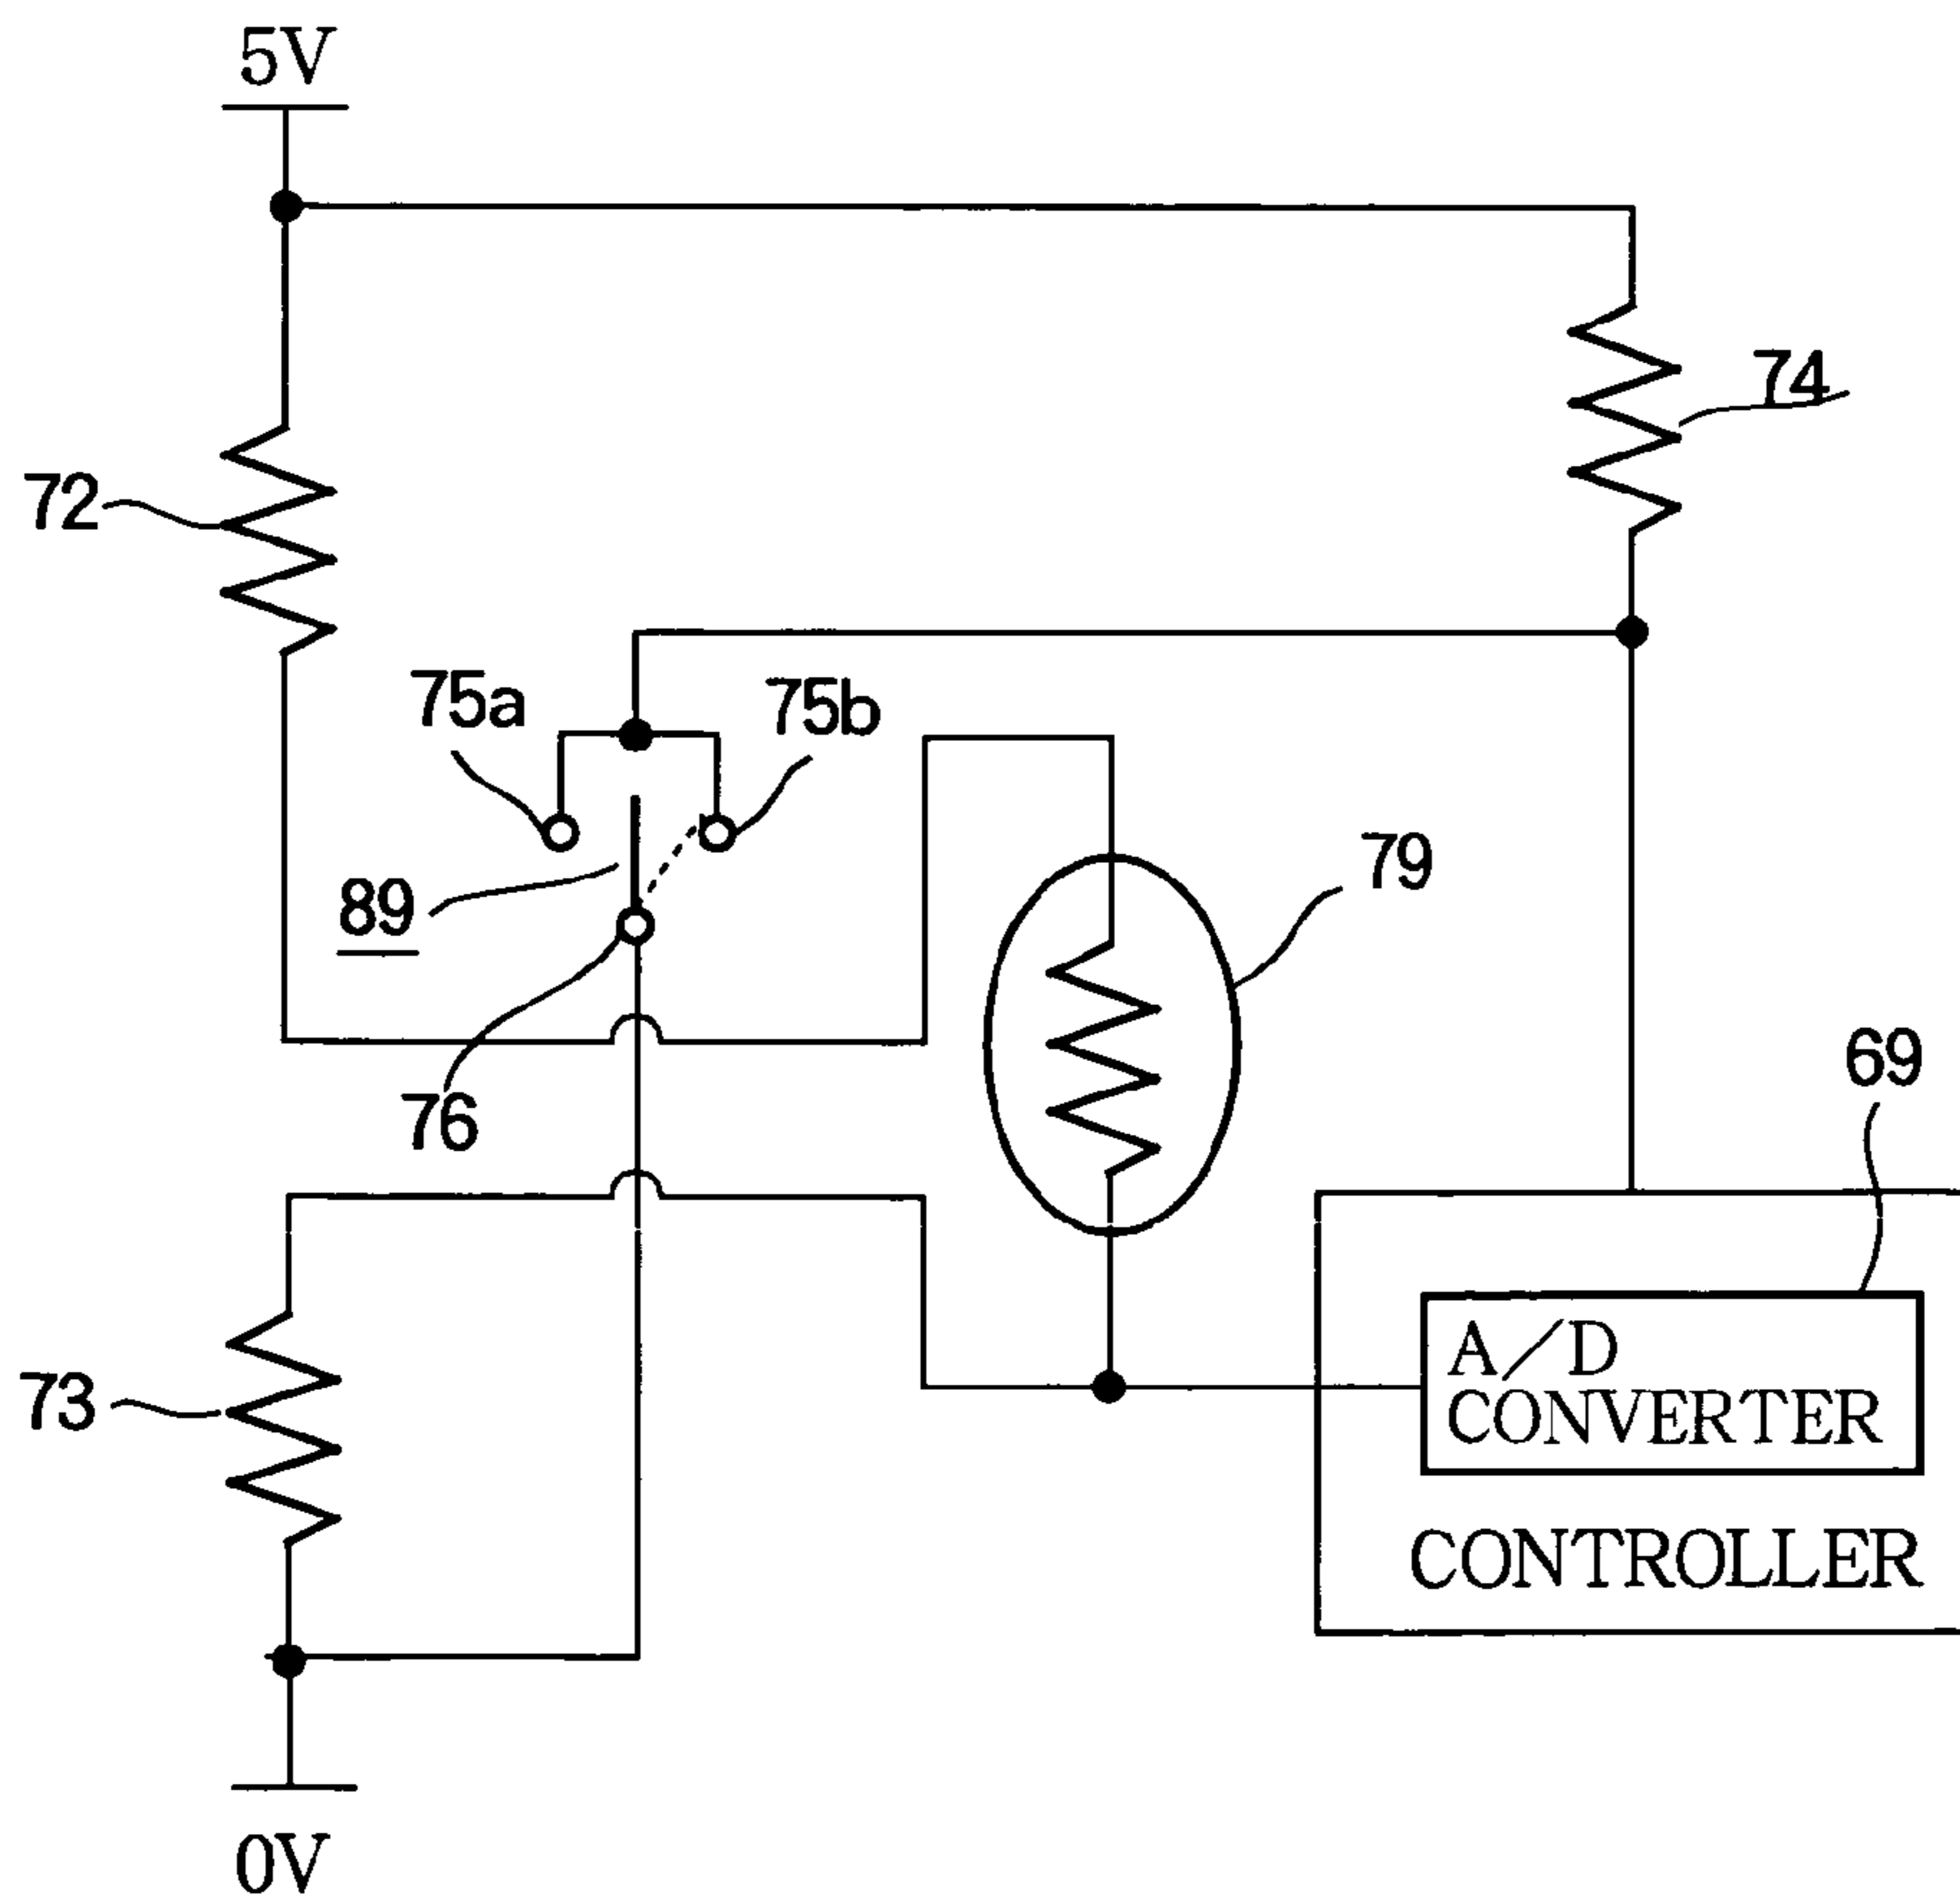 5V
74
72
75a
75b
79
89
69
76
A/D
CONVERTER
73
CONTROLLER
0V